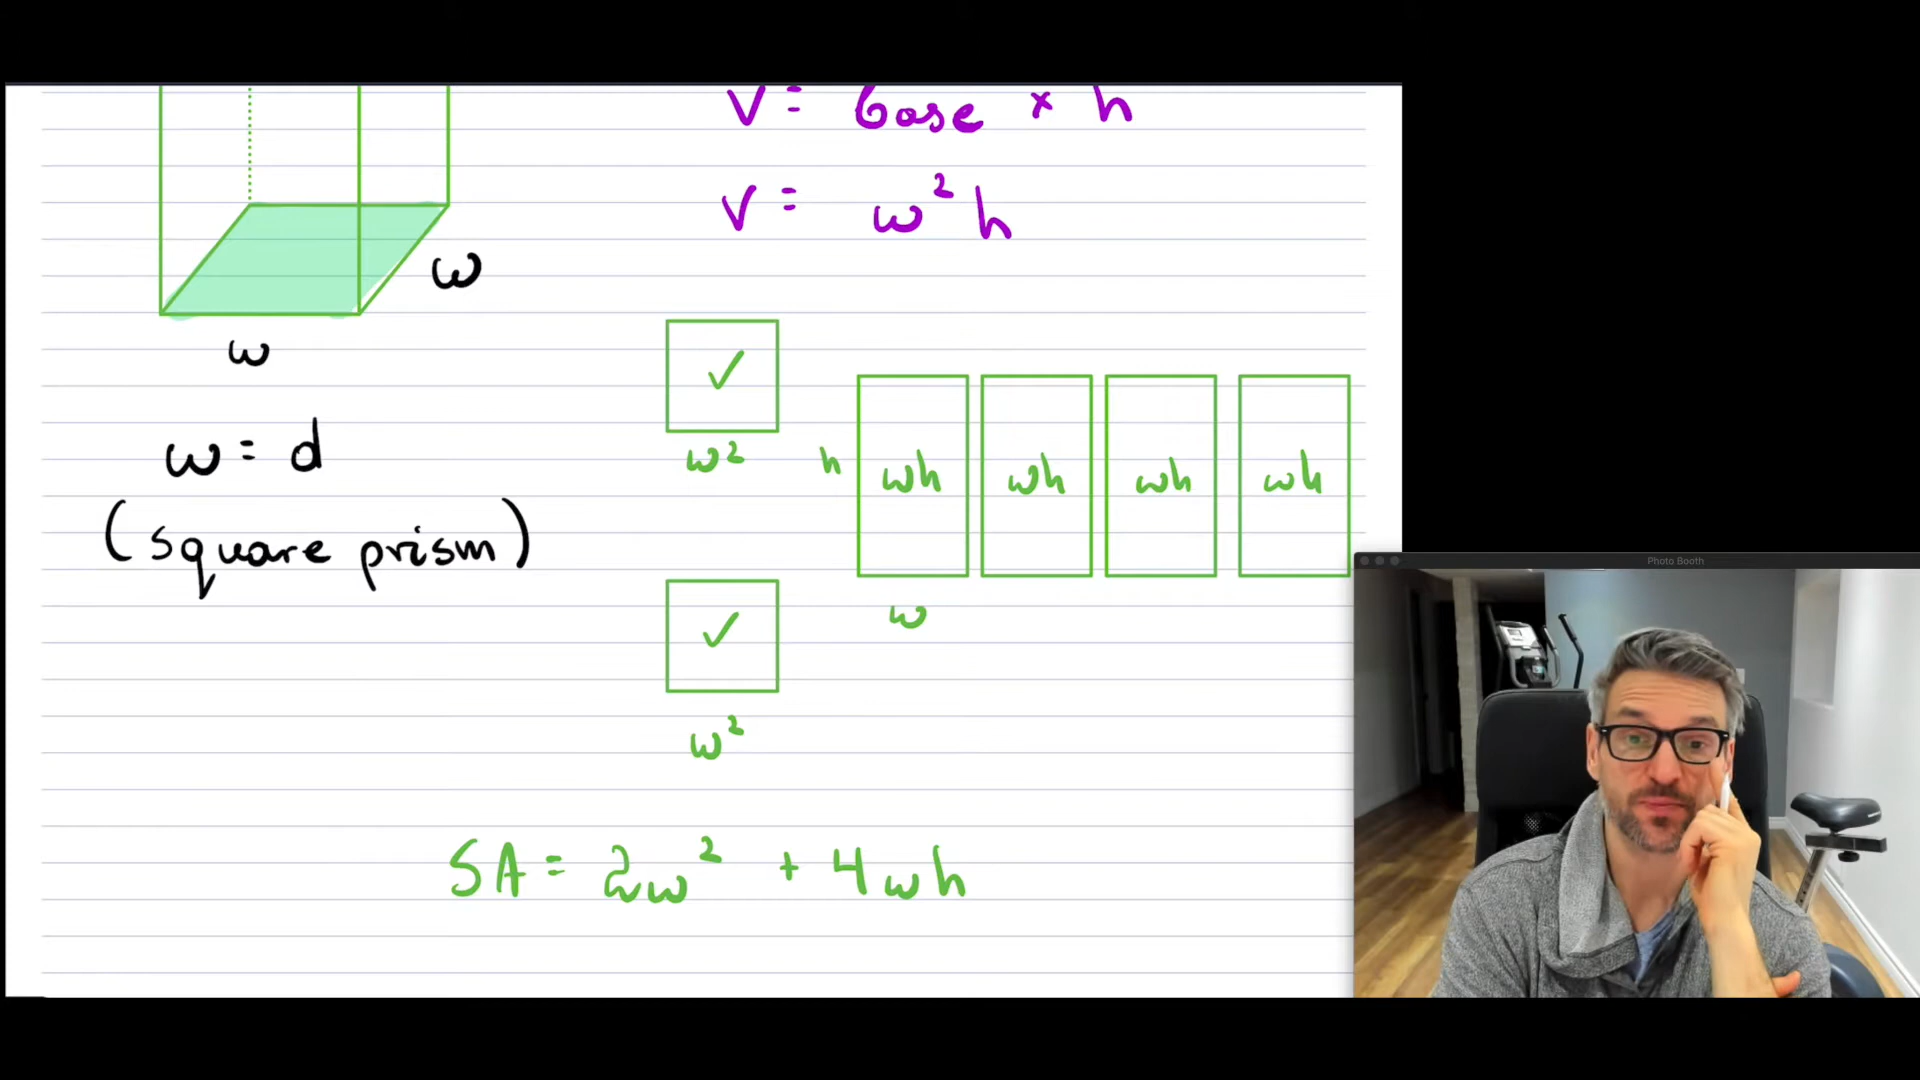 V = base × h
V = w²h
w
w
w = d
(square prism)
✓
w²
h
wh wh wh wh
w
✓
w²
SA = 2w² + 4wh
Photo Booth